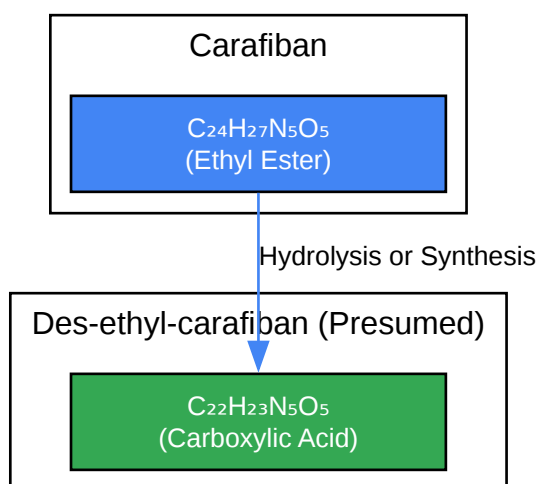 Carafiban
C₂₄H₂₇N₅O₅
(Ethyl Ester)
Hydrolysis or Synthesis
Des-ethyl-carafiban (Presumed)
C₂₂H₂₃N₅O₅
(Carboxylic Acid)